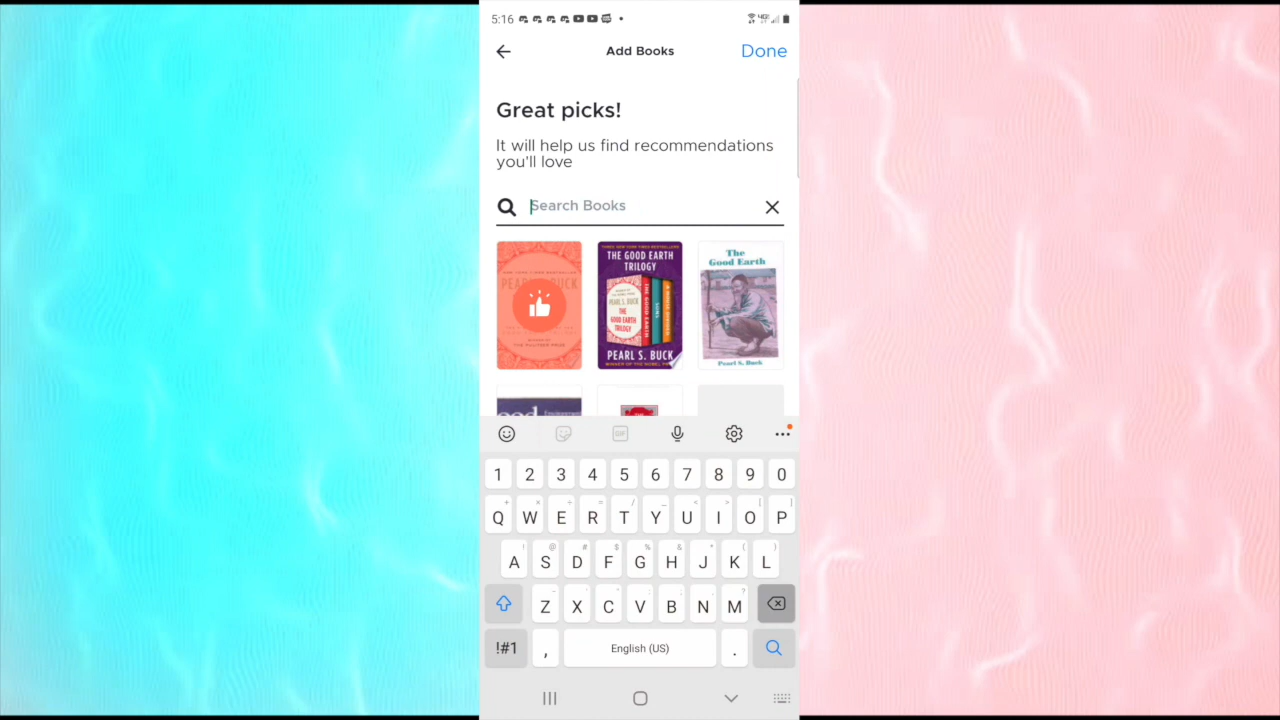 5:16
Add Books
Done
Great picks!
It will help us find recommendations
you'll love
Search Books
THE GOOD EARTH
TRILOGY
PEARL S. BUCK
The
Good Earth
Pearl S. Buck
GIF
1 2 3 4 5 6 7 8 9 0
Q W E R T Y U I O P
A S D F G H J K L
Z X C V B N M
!#1 , English (US) .